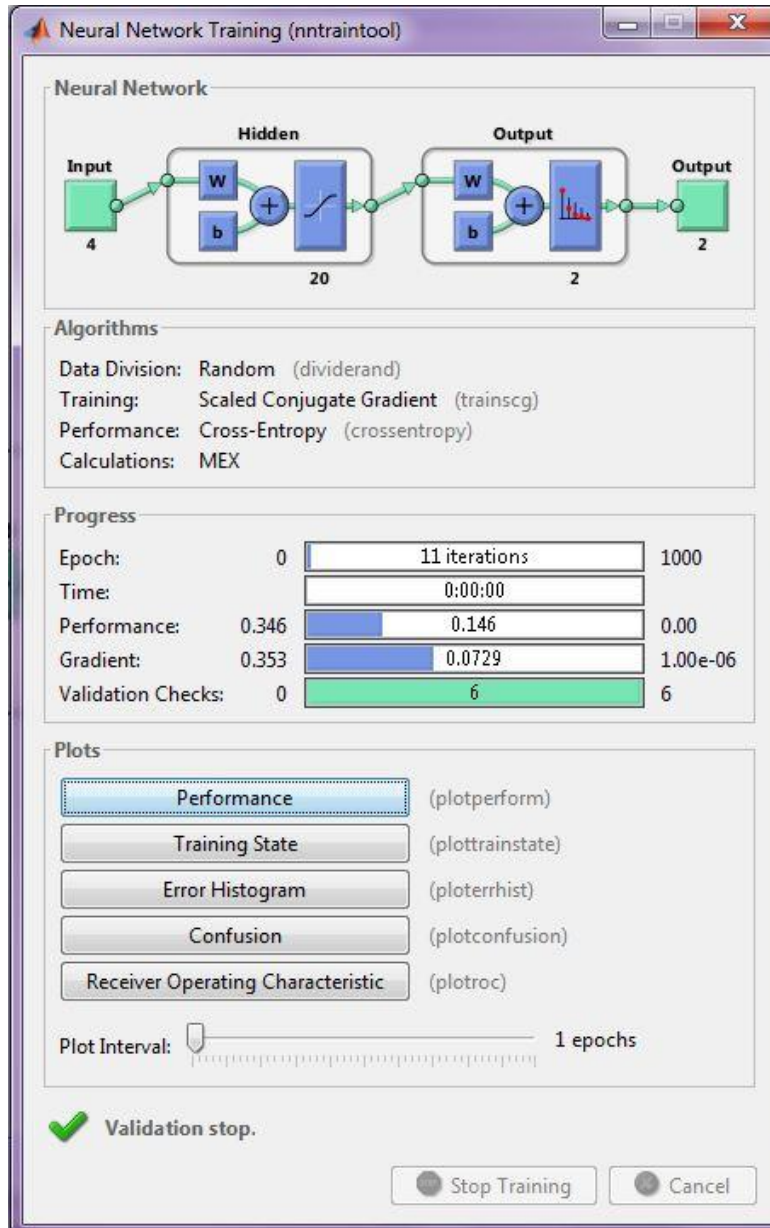 Neural Network Training (nntraintool)
Neural Network
Hidden Output
Input Output
W b + W b +
4 20 2 2
Algorithms
Data Division: Random (dividerand)
Training: Scaled Conjugate Gradient (trainscg)
Performance: Cross-Entropy (crossentropy)
Calculations: MEX
Progress
Epoch: 0 11 iterations 1000
Time: 0:00:00
Performance: 0.346 0.146 0.00
Gradient: 0.353 0.0729 1.00e-06
Validation Checks: 0 6 6
Plots
Performance (plotperform)
Training State (plottrainstate)
Error Histogram (ploterrhist)
Confusion (plotconfusion)
Receiver Operating Characteristic (plotroc)
Plot Interval: 1 epochs
Validation stop.
Stop Training Cancel